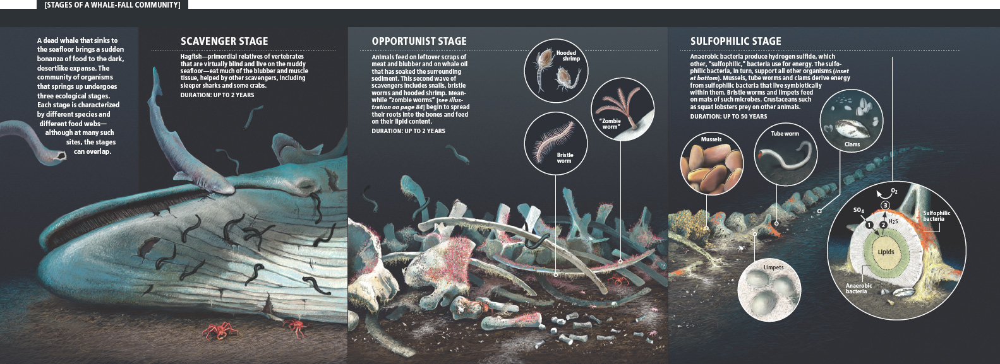 [STAGES OF A WHALE-FALL COMMUNITY]
A dead whale that sinks to
the seafloor brings a sudden
bonanza of food to the dark,
desertlike expanse. The
community of organisms
that springs up undergoes
three ecological stages.
Each stage is characterized
by different species and
different food webs—
although at many such
sites, the stages
can overlap.
SCAVENGER STAGE
Hagfish—primordial relatives of vertebrates
that are virtually blind and live on the muddy
seafloor—eat much of the blubber and muscle
tissue, helped by other scavengers, including
sleeper sharks and some crabs.
DURATION: UP TO 2 YEARS
OPPORTUNIST STAGE
Animals feed on leftover scraps of
meat and blubber and on whale oil
that has soaked the surrounding
sediment. This second wave of
scavengers includes snails, bristle
worms and hooded shrimp. Mean-
while "zombie worms" [see illus-
tration on page 84] begin to spread
their roots into the bones and feed
on their lipid content.
DURATION: UP TO 2 YEARS
Hooded
shrimp
"Zombie
worm"
Bristle
worm
SULFOPHILIC STAGE
Anaerobic bacteria produce hydrogen sulfide, which
other, "sulfophilic," bacteria use for energy. The sulfo-
philic bacteria, in turn, support all other organisms (inset
at bottom). Mussels, tube worms and clams derive energy
from sulfophilic bacteria that live symbiotically
within them. Bristle worms and limpets feed
on mats of such microbes. Crustaceans such
as squat lobsters prey on other animals.
DURATION: UP TO 50 YEARS
Mussels
Tube worm
Clams
Limpets
O2
3
SO4
1
2
H2S
Sulfophilic
bacteria
Lipids
Anaerobic
bacteria